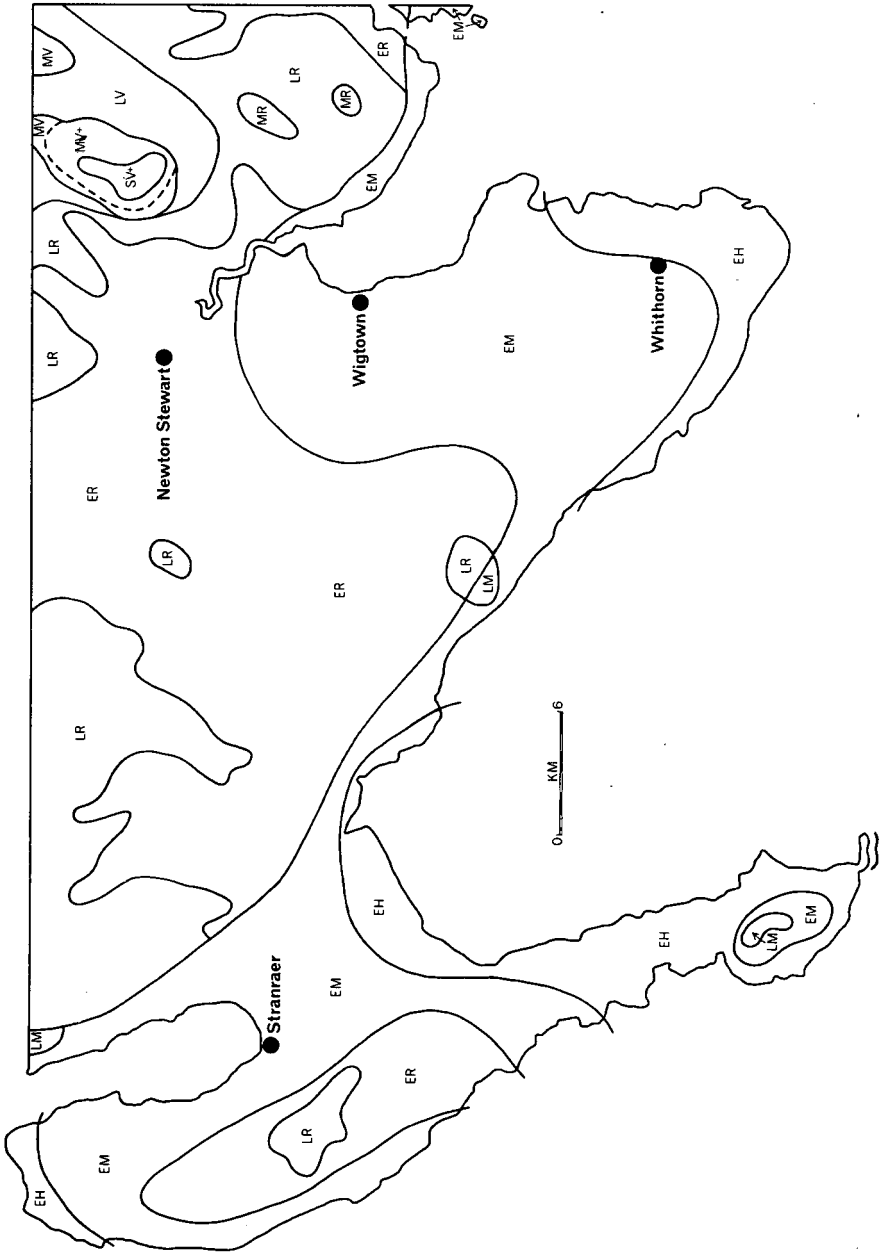 EH
LM
LR
LR
MV
MV
LR
MV+
ER
EM
LV
SV+
Newton Stewart
LR
MR
Stranraer
LR
LR
EM
ER
MR
Wigtown
EM
EH
ER
ER
EM
LR
LM
EM
KM
0 6
Whithorn
EH
EH
LM
EM